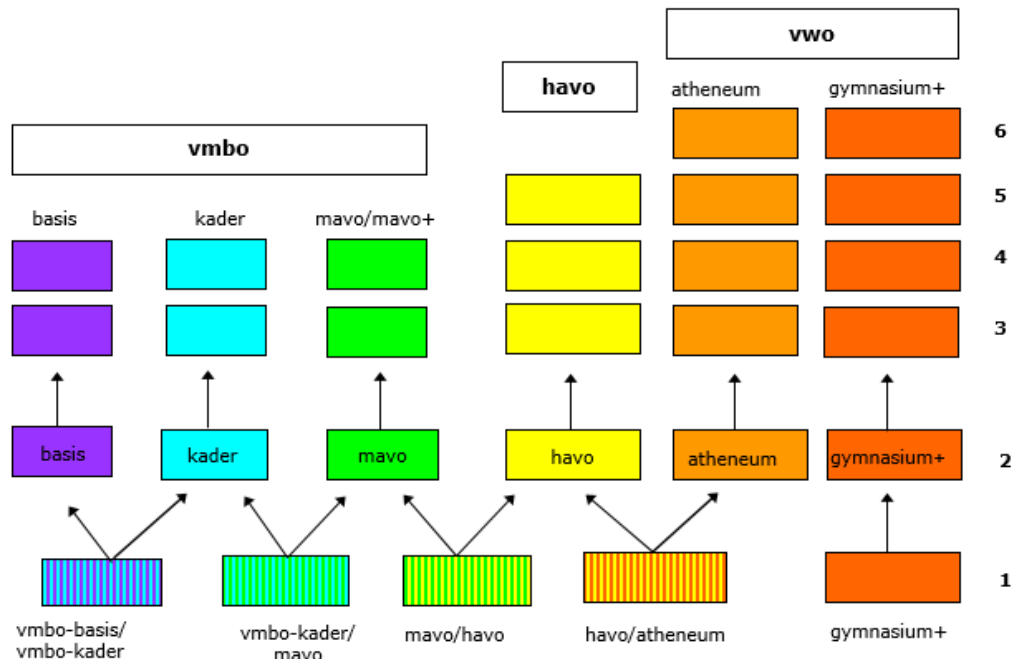 vwo
havo
atheneum
gymnasium+
6
vmbo
5
basis
kader
mavo/mavo+
4
3
basis
kader
mavo
havo
atheneum
gymnasium+
2
1
vmbo-basis/
vmbo-kader
vmbo-kader/
mavo
mavo/havo
havo/atheneum
gymnasium+